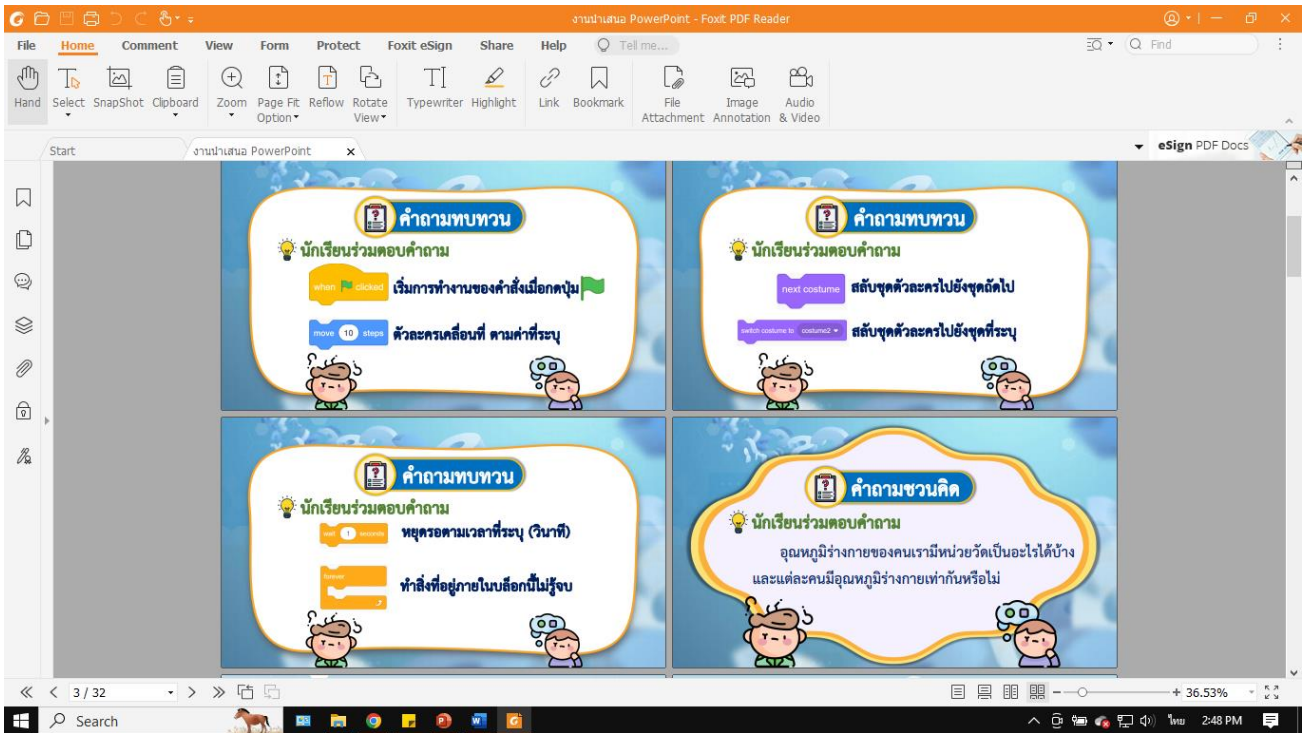 งานนำเสนอ PowerPoint - Foxit PDF Reader
File Home Comment View Form Protect Foxit eSign Share Help Tell me... Find
Hand Select SnapShot Clipboard Zoom Page Fit Option Reflow Rotate View Typewriter Highlight Link Bookmark File Attachment Image Annotation Audio & Video
Start งานนำเสนอ PowerPoint x eSign PDF Docs
คำถามทบทวน
นักเรียนร่วมตอบคำถาม
when clicked เริ่มการทำงานของคำสั่งเมื่อกดปุ่ม
move 10 steps ตัวละครเคลื่อนที่ ตามค่าที่ระบุ
คำถามทบทวน
นักเรียนร่วมตอบคำถาม
next costume สลับชุดตัวละครไปยังชุดถัดไป
switch costume to costume2 สลับชุดตัวละครไปยังชุดที่ระบุ
คำถามทบทวน
นักเรียนร่วมตอบคำถาม
wait 1 seconds หยุดรอตามเวลาที่ระบุ (วินาที)
forever
ทำสิ่งที่อยู่ภายในบล็อกนี้ไม่รู้จบ
คำถามชวนคิด
นักเรียนร่วมตอบคำถาม
อุณหภูมิร่างกายของคนเรามีหน่วยวัดเป็นอะไรได้บ้าง
และแต่ละคนมีอุณหภูมิร่างกายเท่ากันหรือไม่
3 / 32 36.53%
Search ไทย 2:48 PM